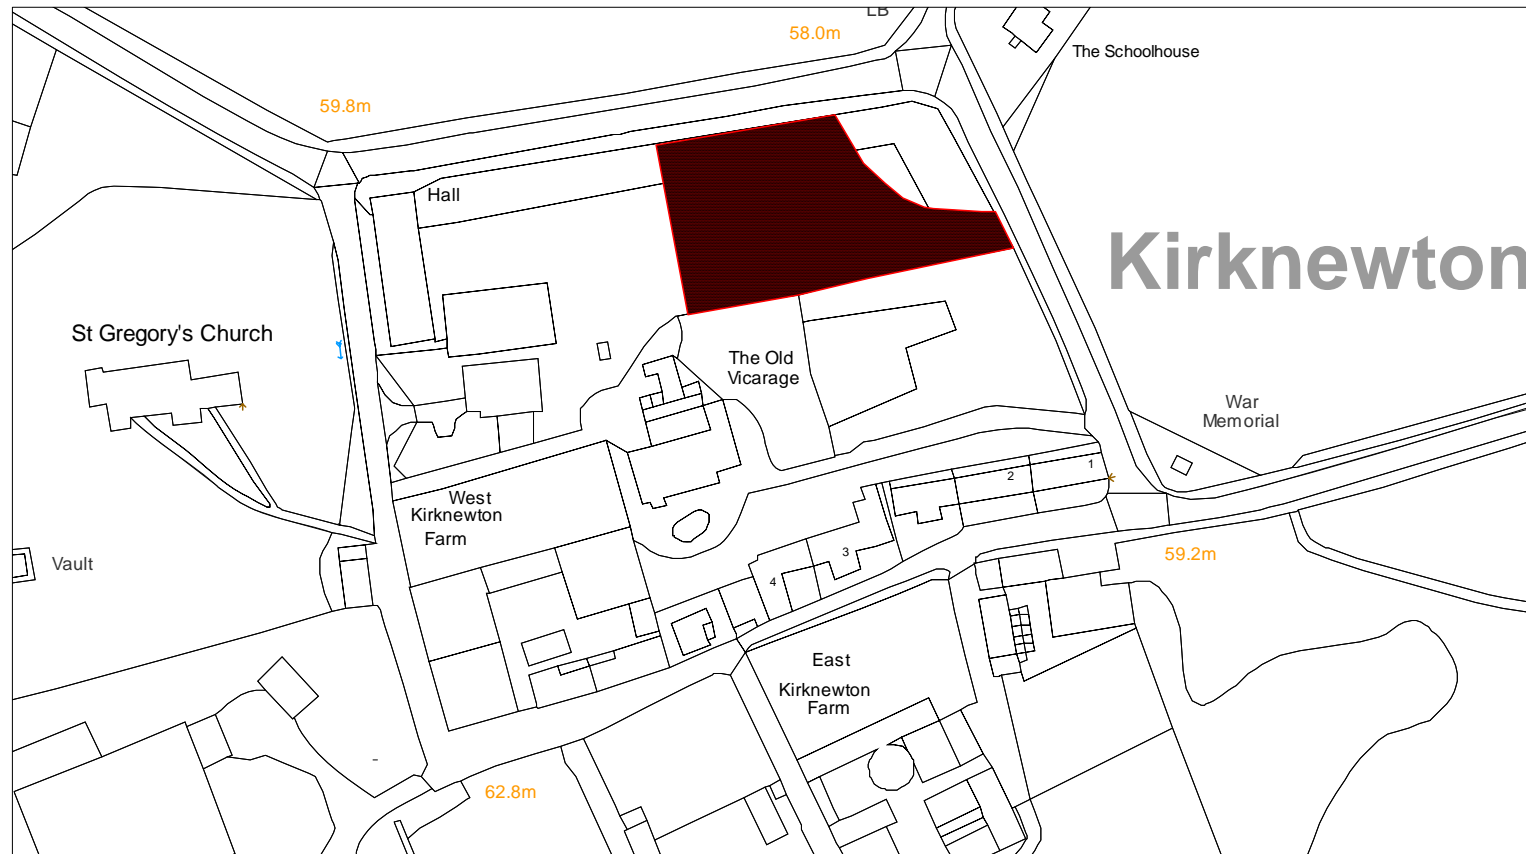 LB
58.0m
The Schoolhouse
59.8m
Hall
Kirknewton
St Gregory's Church
The Old
Vicarage
War
Memorial
1
2
West
Kirknewton
Farm
3
59.2m
Vault
4
East
Kirknewton
Farm
62.8m